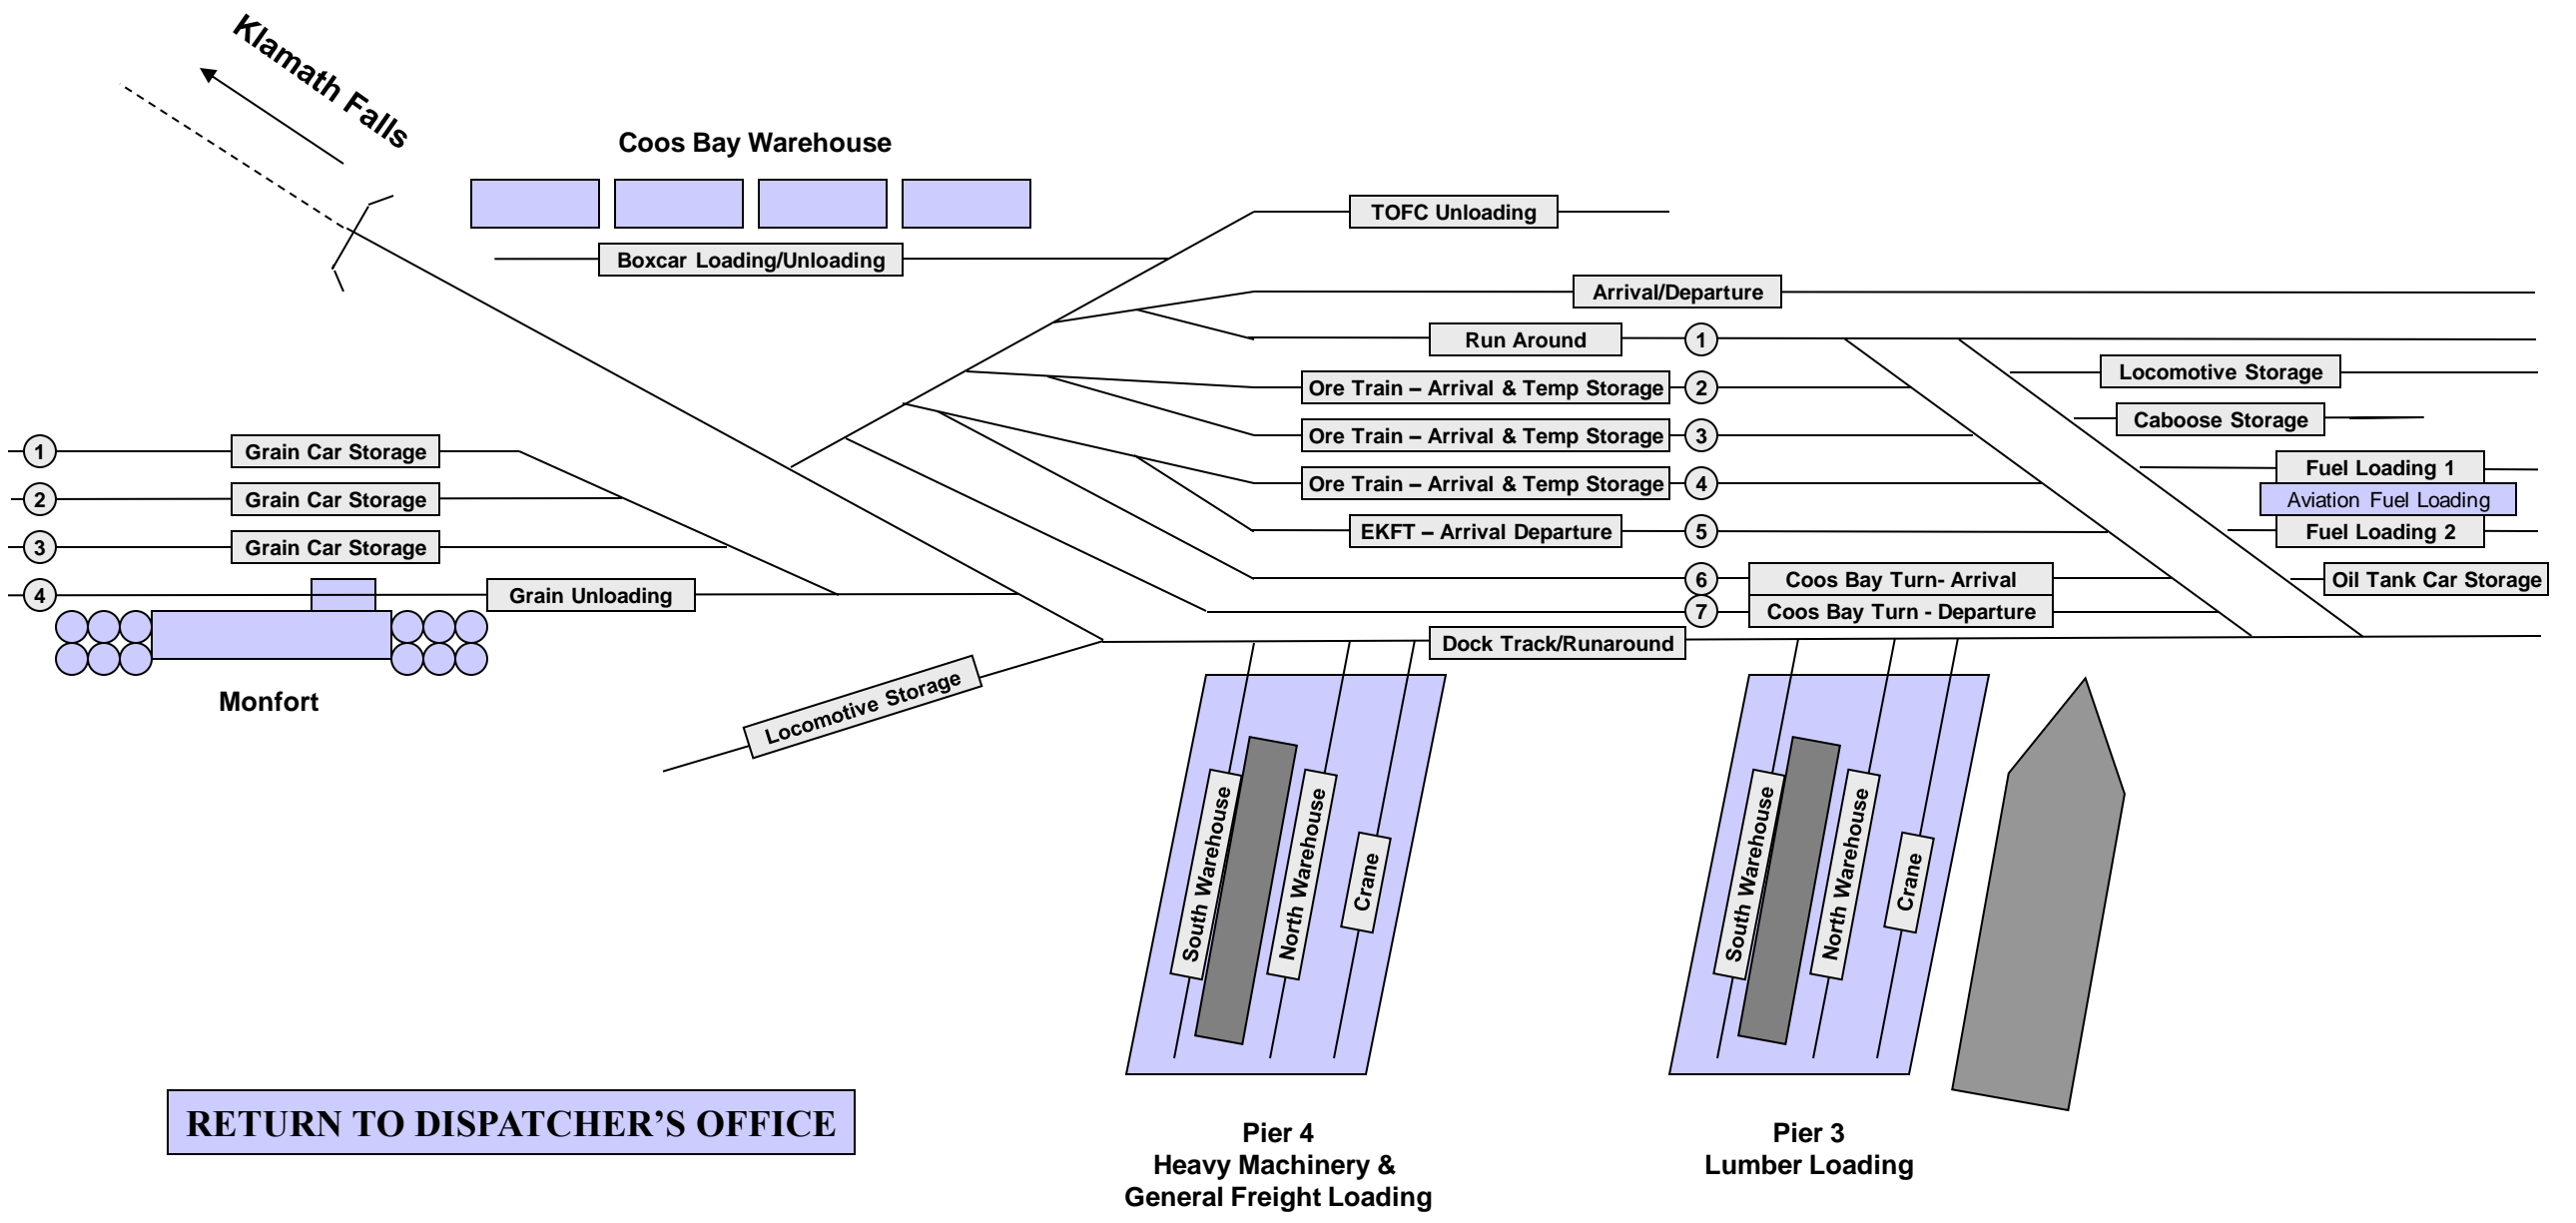 Klamath Falls
Coos Bay Warehouse
TOFC Unloading
Boxcar Loading/Unloading
Arrival/Departure
Run Around
1
Locomotive Storage
Ore Train – Arrival & Temp Storage
2
Caboose Storage
Ore Train – Arrival & Temp Storage
3
1
Grain Car Storage
Fuel Loading 1
Ore Train – Arrival & Temp Storage
4
2
Grain Car Storage
Aviation Fuel Loading
EKFT – Arrival Departure
5
Fuel Loading 2
3
Grain Car Storage
6
Coos Bay Turn- Arrival
Oil Tank Car Storage
4
Grain Unloading
7
Coos Bay Turn - Departure
Dock Track/Runaround
Monfort
Locomotive Storage
South Warehouse
North Warehouse
Crane
South Warehouse
North Warehouse
Crane
RETURN TO DISPATCHER’S OFFICE
Pier 4
Heavy Machinery &
General Freight Loading
Pier 3
Lumber Loading